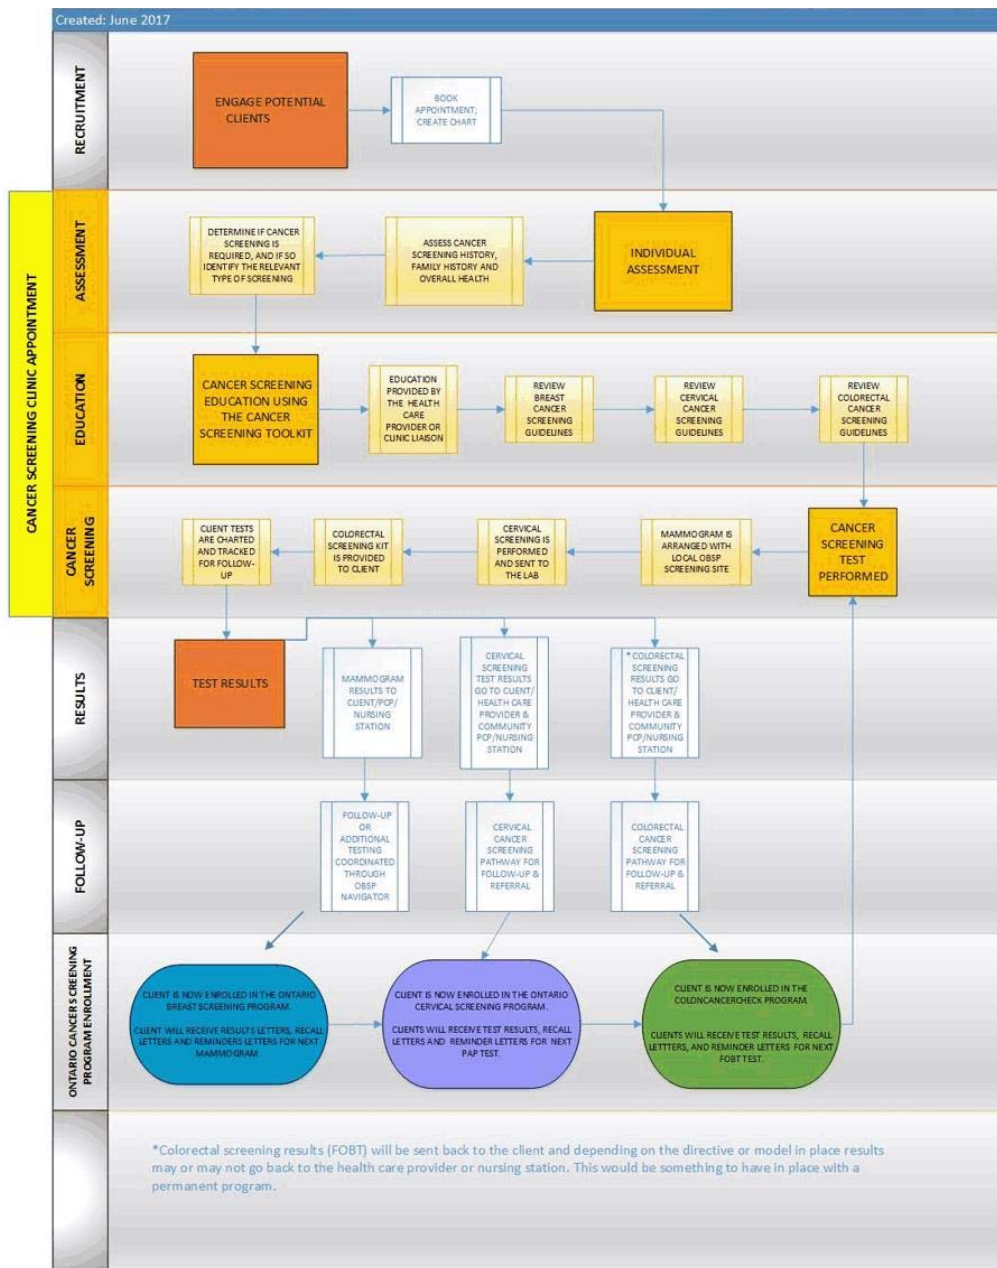 Created: June 2017
RECRUITMENT
ENGAGE POTENTIAL
CLIENTS
BOOK
APPOINTMENT;
CREATE CHART
CANCER SCREENING CLINIC APPOINTMENT
ASSESSMENT
DETERMINE IF CANCER
SCREENING IS
REQUIRED, AND IF SO
IDENTIFY THE RELEVANT
TYPE OF SCREENING
ASSESS CANCER
SCREENING HISTORY,
FAMILY HISTORY AND
OVERALL HEALTH
INDIVIDUAL
ASSESSMENT
EDUCATION
CANCER SCREENING
EDUCATION USING
THE CANCER
SCREENING TOOLKIT
EDUCATION
PROVIDED BY
THE HEALTH
CARE
PROVIDER OR
CLINIC LIAISON
REVIEW
BREAST
CANCER
SCREENING
GUIDELINES
REVIEW
CERVICAL
CANCER
SCREENING
GUIDELINES
REVIEW
COLORECTAL
CANCER
SCREENING
GUIDELINES
CANCER
SCREENING
CLIENT TESTS
ARE CHARTED
AND TRACKED
FOR FOLLOW-
UP
COLORECTAL
SCREENING KIT
IS PROVIDED
TO CLIENT
CERVICAL
SCREENING IS
PERFORMED
AND SENT TO
THE LAB
MAMMOGRAM IS
ARRANGED WITH
LOCAL OBSP
SCREENING SITE
CANCER
SCREENING
TEST
PERFORMED
RESULTS
TEST RESULTS
MAMMOGRAM
RESULTS TO
CLIENT/PCP/
NURSING
STATION
CERVICAL
SCREENING
TEST RESULTS
GO TO CLIENT/
HEALTH CARE
PROVIDER &
COMMUNITY
PCP/NURSING
STATION
* COLORECTAL
SCREENING
RESULTS GO
TO CLIENT/
HEALTH CARE
PROVIDER &
COMMUNITY
PCP/NURSING
STATION
FOLLOW-UP
FOLLOW-UP
OR
ADDITIONAL
TESTING
COORDINATED
THROUGH
OBSP
NAVIGATOR
CERVICAL
CANCER
SCREENING
PATHWAY FOR
FOLLOW-UP &
REFERRAL
COLORECTAL
CANCER
SCREENING
PATHWAY FOR
FOLLOW-UP &
REFERRAL
ONTARIO CANCER SCREENING
PROGRAM ENROLLMENT
CLIENT IS NOW ENROLLED IN THE ONTARIO
BREAST SCREENING PROGRAM.
CLIENT WILL RECEIVE RESULTS LETTERS, RECALL
LETTTERS AND REMINDERS LETTERS FOR NEXT
MAMMOGRAM.
CLIENT IS NOW ENROLLED IN THE ONTARIO
CERVICAL SCREENING PROGRAM.
CLIENTS WILL RECEIVE TEST RESULTS, RECALL
LETTTERS AND REMINDER LETTERS FOR NEXT
PAP TEST.
CLIENT IS NOW ENROLLED IN THE
COLONCANCERCHECK PROGRAM.
CLIENTS WILL RECEIVE TEST RESULTS, RECALL
LETTTERS, AND REMINDER LETTERS FOR NEXT
FOBT TEST.
*Colorectal screening results (FOBT) will be sent back to the client and depending on the directive or model in place results
may or may not go back to the health care provider or nursing station. This would be something to have in place with a
permanent program.